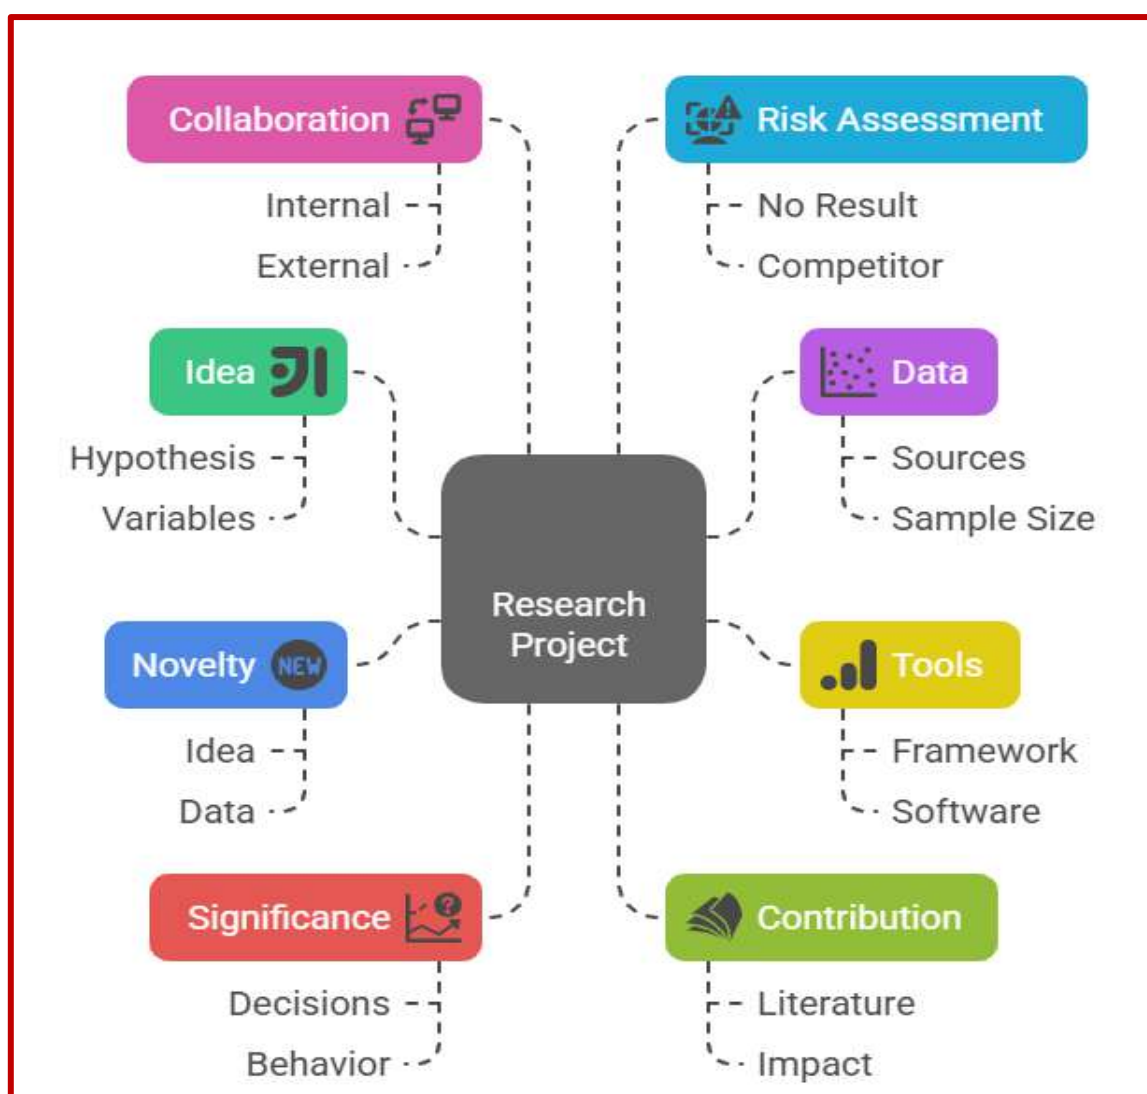 Collaboration
Internal
External
Idea
Hypothesis
Variables
Novelty NEW
Idea
Data
Significance ?
Decisions
Behavior
Research
Project
Risk Assessment
No Result
Competitor
Data
Sources
Sample Size
Tools
Framework
Software
Contribution
Literature
Impact